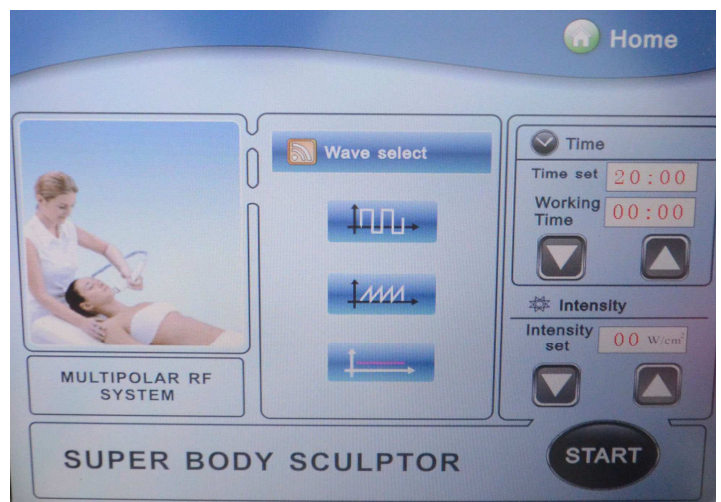 Home
Wave select
Time
Time set 20:00
Working
Time 00:00
Intensity
Intensity
set 00 W/cm²
MULTIPOLAR RF
SYSTEM
SUPER BODY SCULPTOR
START